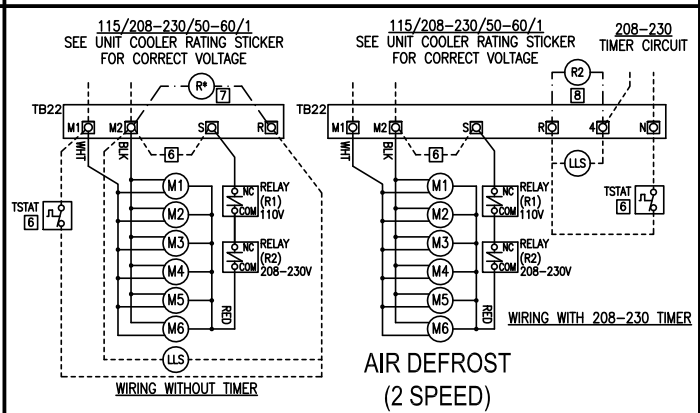 115/208-230/50-60/1
SEE UNIT COOLER RATING STICKER
FOR CORRECT VOLTAGE
R*
7
TB22
M1
M2
S
R
WHT
BLK
6
TSTAT
6
M1
M2
M3
M4
M5
M6
NC
COM
RELAY
(R1)
110V
NC
COM
RELAY
(R2)
208-230V
RED
LLS
WIRING WITHOUT TIMER
115/208-230/50-60/1
SEE UNIT COOLER RATING STICKER
FOR CORRECT VOLTAGE
208-230
TIMER CIRCUIT
R2
8
TB22
M1
M2
S
R
4
N
WHT
BLK
6
LLS
TSTAT
6
M1
M2
M3
M4
M5
M6
NC
COM
RELAY
(R1)
110V
NC
COM
RELAY
(R2)
208-230V
RED
WIRING WITH 208-230 TIMER
AIR DEFROST
(2 SPEED)